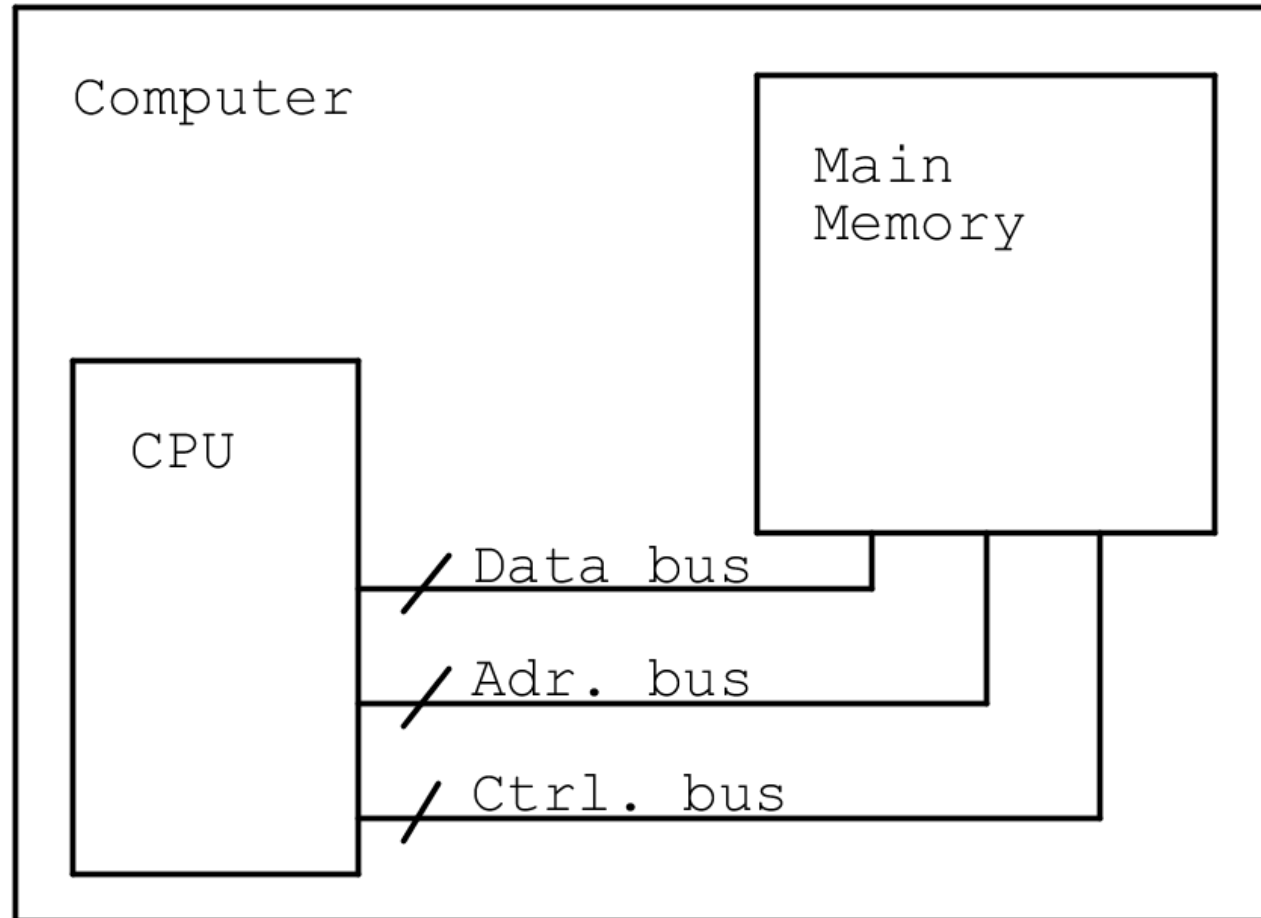 Computer
Main
Memory
CPU
Data bus
Adr. bus
Ctrl. bus